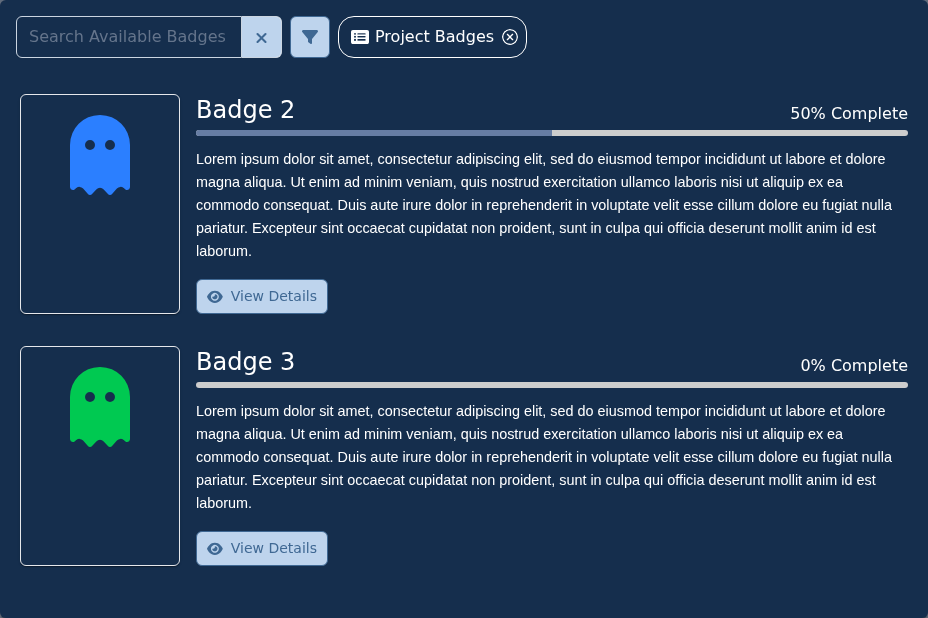 Search Available Badges
Project Badges
Badge 2
50% Complete
Lorem ipsum dolor sit amet, consectetur adipiscing elit, sed do eiusmod tempor incididunt ut labore et dolore
magna aliqua. Ut enim ad minim veniam, quis nostrud exercitation ullamco laboris nisi ut aliquip ex ea
commodo consequat. Duis aute irure dolor in reprehenderit in voluptate velit esse cillum dolore eu fugiat nulla
pariatur. Excepteur sint occaecat cupidatat non proident, sunt in culpa qui officia deserunt mollit anim id est
laborum.
View Details
Badge 3
0% Complete
Lorem ipsum dolor sit amet, consectetur adipiscing elit, sed do eiusmod tempor incididunt ut labore et dolore
magna aliqua. Ut enim ad minim veniam, quis nostrud exercitation ullamco laboris nisi ut aliquip ex ea
commodo consequat. Duis aute irure dolor in reprehenderit in voluptate velit esse cillum dolore eu fugiat nulla
pariatur. Excepteur sint occaecat cupidatat non proident, sunt in culpa qui officia deserunt mollit anim id est
laborum.
View Details